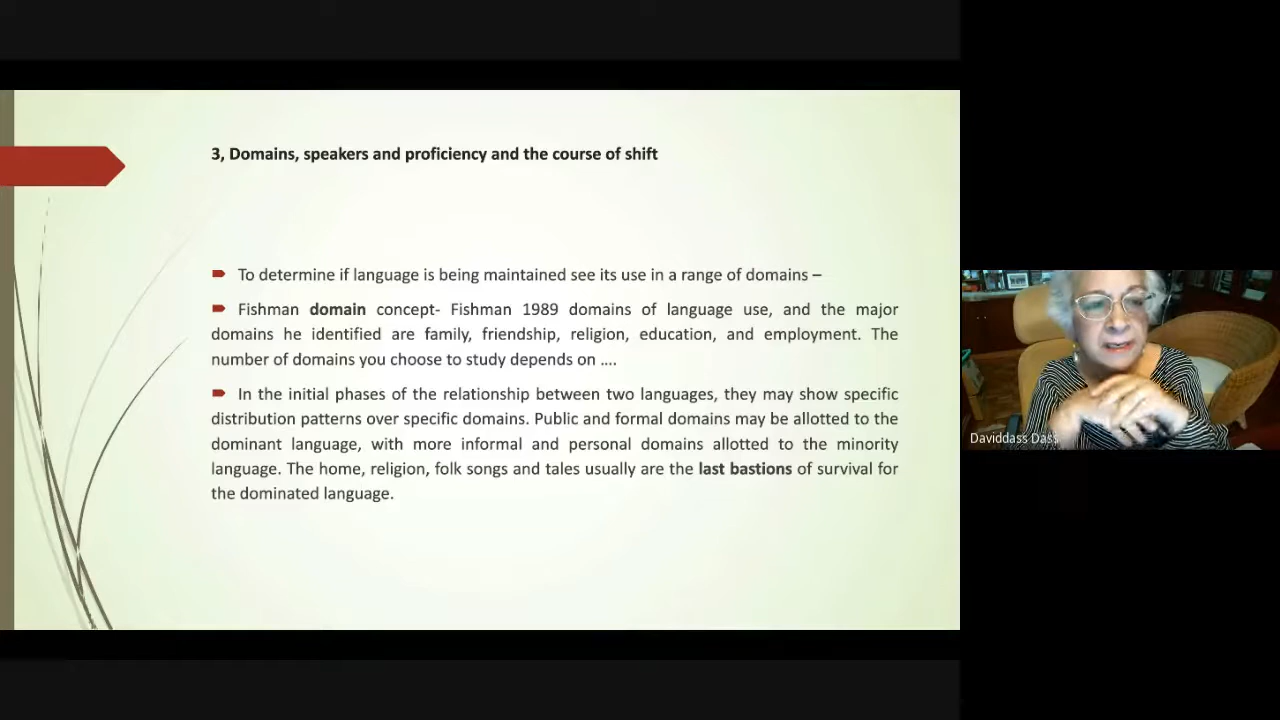 3, Domains, speakers and proficiency and the course of shift
To determine if language is being maintained see its use in a range of domains –
Fishman domain concept- Fishman 1989 domains of language use, and the major
domains he identified are family, friendship, religion, education, and employment. The
number of domains you choose to study depends on ....
In the initial phases of the relationship between two languages, they may show specific
distribution patterns over specific domains. Public and formal domains may be allotted to the
dominant language, with more informal and personal domains allotted to the minority
language. The home, religion, folk songs and tales usually are the last bastions of survival for
the dominated language.
Daviddass Dass